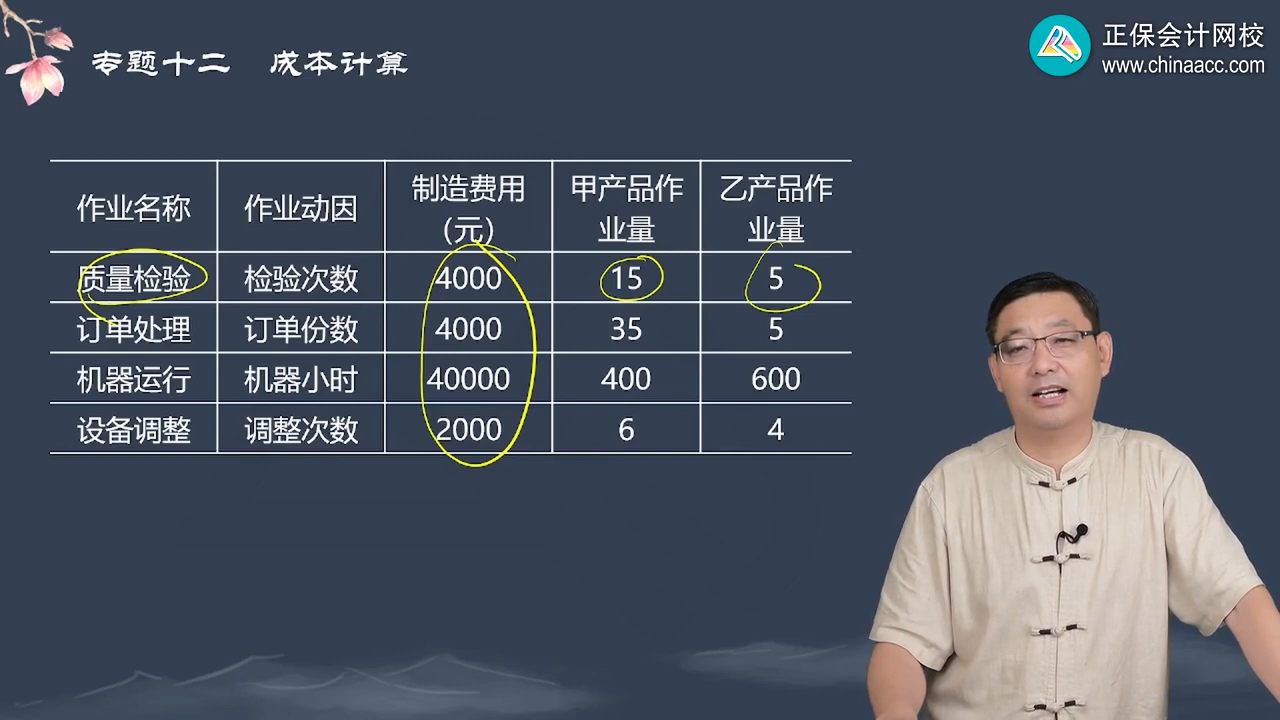 专题十二 成本计算
正保会计网校
www.chinaacc.com
作业名称 作业动因 制造费用（元） 甲产品作业量 乙产品作业量
质量检验 检验次数 4000 15 5
订单处理 订单份数 4000 35 5
机器运行 机器小时 40000 400 600
设备调整 调整次数 2000 6 4